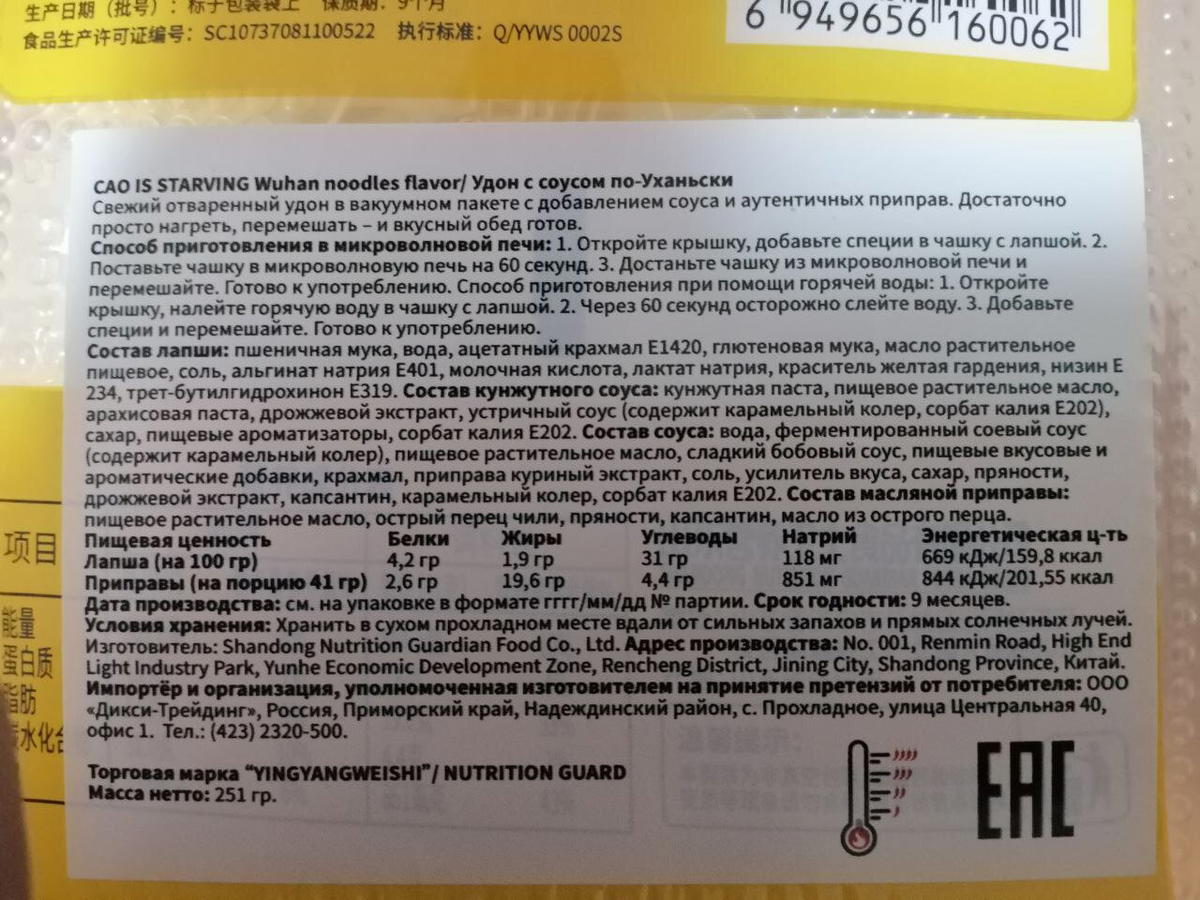 生产日期（批号）：标于包装袋上 保质期：9个月
食品生产许可证编号：SC10737081100522 执行标准：Q/YYWS 0002S
6 949656 160062
CAO IS STARVING Wuhan noodles flavor/ Удон с соусом по-Уханьски
Свежий отваренный удон в вакуумном пакете с добавлением соуса и аутентичных приправ. Достаточно
просто нагреть, перемешать – и вкусный обед готов.
Способ приготовления в микроволновой печи: 1. Откройте крышку, добавьте специи в чашку с лапшой. 2.
Поставьте чашку в микроволновую печь на 60 секунд. 3. Достаньте чашку из микроволновой печи и
перемешайте. Готово к употреблению. Способ приготовления при помощи горячей воды: 1. Откройте
крышку, налейте горячую воду в чашку с лапшой. 2. Через 60 секунд осторожно слейте воду. 3. Добавьте
специи и перемешайте. Готово к употреблению.
Состав лапши: пшеничная мука, вода, ацетатный крахмал Е1420, глютеновая мука, масло растительное
пищевое, соль, альгинат натрия Е401, молочная кислота, лактат натрия, краситель желтая гардения, низин Е
234, трет-бутилгидрохинон Е319. Состав кунжутного соуса: кунжутная паста, пищевое растительное масло,
арахисовая паста, дрожжевой экстракт, устричный соус (содержит карамельный колер, сорбат калия Е202),
сахар, пищевые ароматизаторы, сорбат калия Е202. Состав соуса: вода, ферментированный соевый соус
(содержит карамельный колер), пищевое растительное масло, сладкий бобовый соус, пищевые вкусовые и
ароматические добавки, крахмал, приправа куриный экстракт, соль, усилитель вкуса, сахар, пряности,
дрожжевой экстракт, капсантин, карамельный колер, сорбат калия Е202. Состав масляной приправы:
пищевое растительное масло, острый перец чили, пряности, капсантин, масло из острого перца.
Пищевая ценность Белки Жиры Углеводы Натрий Энергетическая ц-ть
Лапша (на 100 гр) 4,2 гр 1,9 гр 31 гр 118 мг 669 кДж/159,8 ккал
Приправы (на порцию 41 гр) 2,6 гр 19,6 гр 4,4 гр 851 мг 844 кДж/201,55 ккал
Дата производства: см. на упаковке в формате гггг/мм/дд № партии. Срок годности: 9 месяцев.
Условия хранения: Хранить в сухом прохладном месте вдали от сильных запахов и прямых солнечных лучей.
Изготовитель: Shandong Nutrition Guardian Food Co., Ltd. Адрес производства: No. 001, Renmin Road, High End
Light Industry Park, Yunhe Economic Development Zone, Rencheng District, Jining City, Shandong Province, Китай.
Импортёр и организация, уполномоченная изготовителем на принятие претензий от потребителя: ООО
«Дикси-Трейдинг», Россия, Приморский край, Надеждинский район, с. Прохладное, улица Центральная 40,
офис 1. Тел.: (423) 2320-500.
Торговая марка “YINGYANGWEISHI”/ NUTRITION GUARD
Масса нетто: 251 гр.
EAC
项目
能量
蛋白质
脂肪
碳水化合